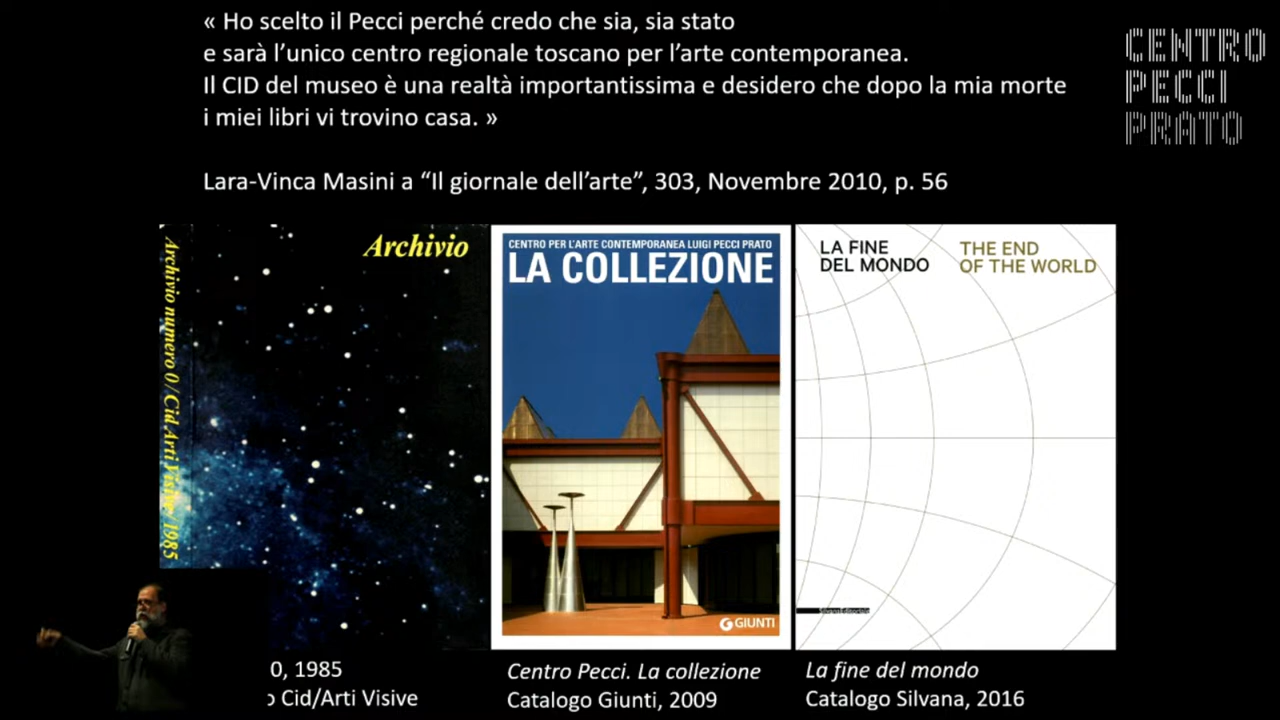 « Ho scelto il Pecci perché credo che sia, sia stato
e sarà l'unico centro regionale toscano per l'arte contemporanea.
Il CID del museo è una realtà importantissima e desidero che dopo la mia morte
i miei libri vi trovino casa. »
CENTRO
PECCI
PRATO
Lara-Vinca Masini a “Il giornale dell'arte”, 303, Novembre 2010, p. 56
Archivio numero 0/Cid Arti Visive/1985
Archivio
CENTRO PER L'ARTE CONTEMPORANEA LUIGI PECCI PRATO
LA COLLEZIONE
GIUNTI
LA FINE
DEL MONDO
THE END
OF THE WORLD
SilvanaEditoriale
0, 1985
Cid/Arti Visive
Centro Pecci. La collezione
Catalogo Giunti, 2009
La fine del mondo
Catalogo Silvana, 2016